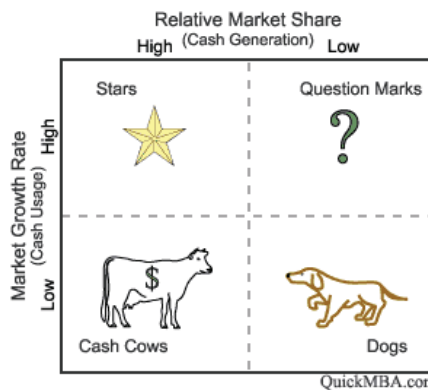 Relative Market Share
(Cash Generation)
High Low
Stars Question Marks
?
Market Growth Rate
(Cash Usage)
High
$
Low
Cash Cows Dogs
QuickMBA.com